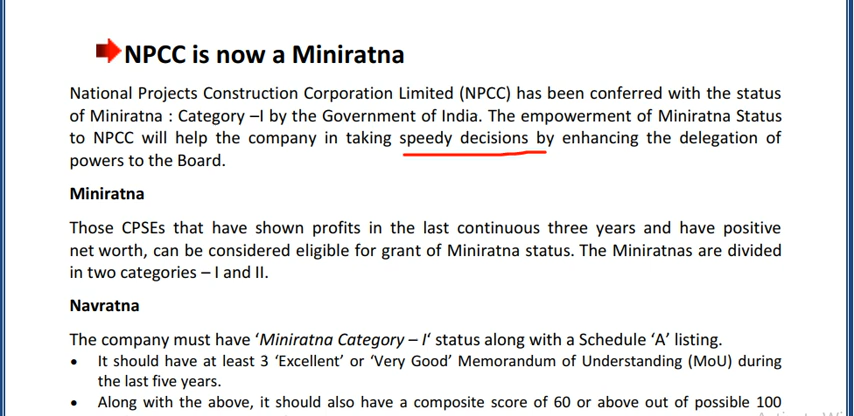 NPCC is now a Miniratna
National Projects Construction Corporation Limited (NPCC) has been conferred with the status
of Miniratna : Category –I by the Government of India. The empowerment of Miniratna Status
to NPCC will help the company in taking speedy decisions by enhancing the delegation of
powers to the Board.
Miniratna
Those CPSEs that have shown profits in the last continuous three years and have positive
net worth, can be considered eligible for grant of Miniratna status. The Miniratnas are divided
in two categories – I and II.
Navratna
The company must have ‘Miniratna Category – I‘ status along with a Schedule ‘A’ listing.
• It should have at least 3 ‘Excellent’ or ‘Very Good’ Memorandum of Understanding (MoU) during
the last five years.
• Along with the above, it should also have a composite score of 60 or above out of possible 100